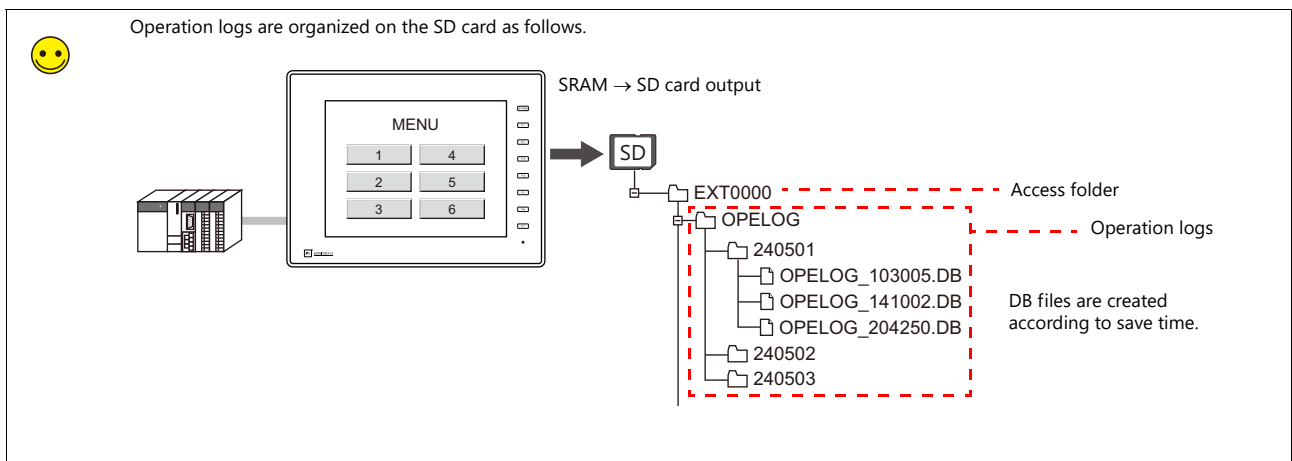 Operation logs are organized on the SD card as follows.
SRAM → SD card output
MENU
1 4
2 5
3 6
SD
EXT0000
Access folder
OPELOG
Operation logs
240501
OPELOG_103005.DB
OPELOG_141002.DB
OPELOG_204250.DB
DB files are created
according to save time.
240502
240503